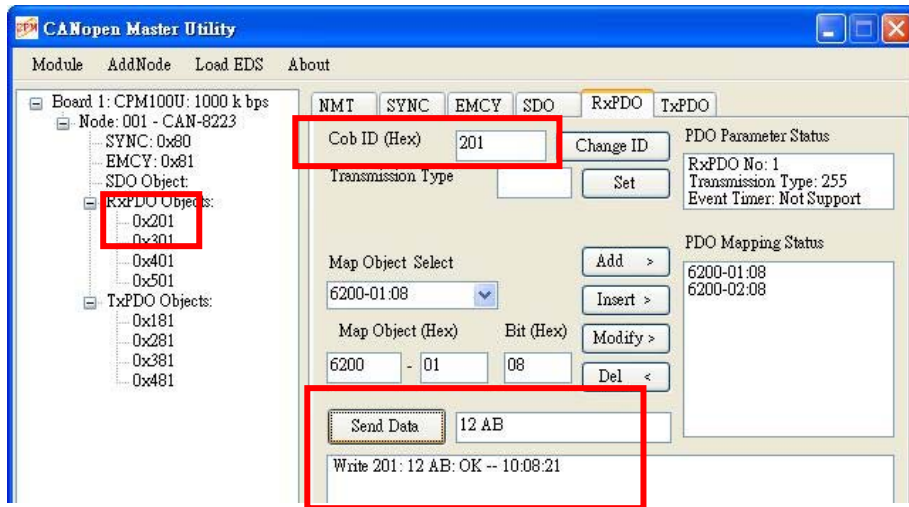 CANopen Master Utility
Module AddNode Load EDS About
Board 1: CPM100U: 1000 k bps
Node: 001 - CAN-8223
SYNC: 0x80
EMCY: 0x81
SDO Object:
RxPDO Objects:
0x201
0x301
0x401
0x501
TxPDO Objects:
0x181
0x281
0x381
0x481
NMT SYNC EMCY SDO RxPDO TxPDO
Cob ID (Hex) 201 Change ID
Transmission Type Set
PDO Parameter Status
RxPDO No: 1
Transmission Type: 255
Event Timer: Not Support
Map Object Select
6200-01:08
Map Object (Hex) Bit (Hex)
6200 - 01 08
Add >
Insert >
Modify >
Del <
PDO Mapping Status
6200-01:08
6200-02:08
Send Data 12 AB
Write 201: 12 AB: OK -- 10:08:21